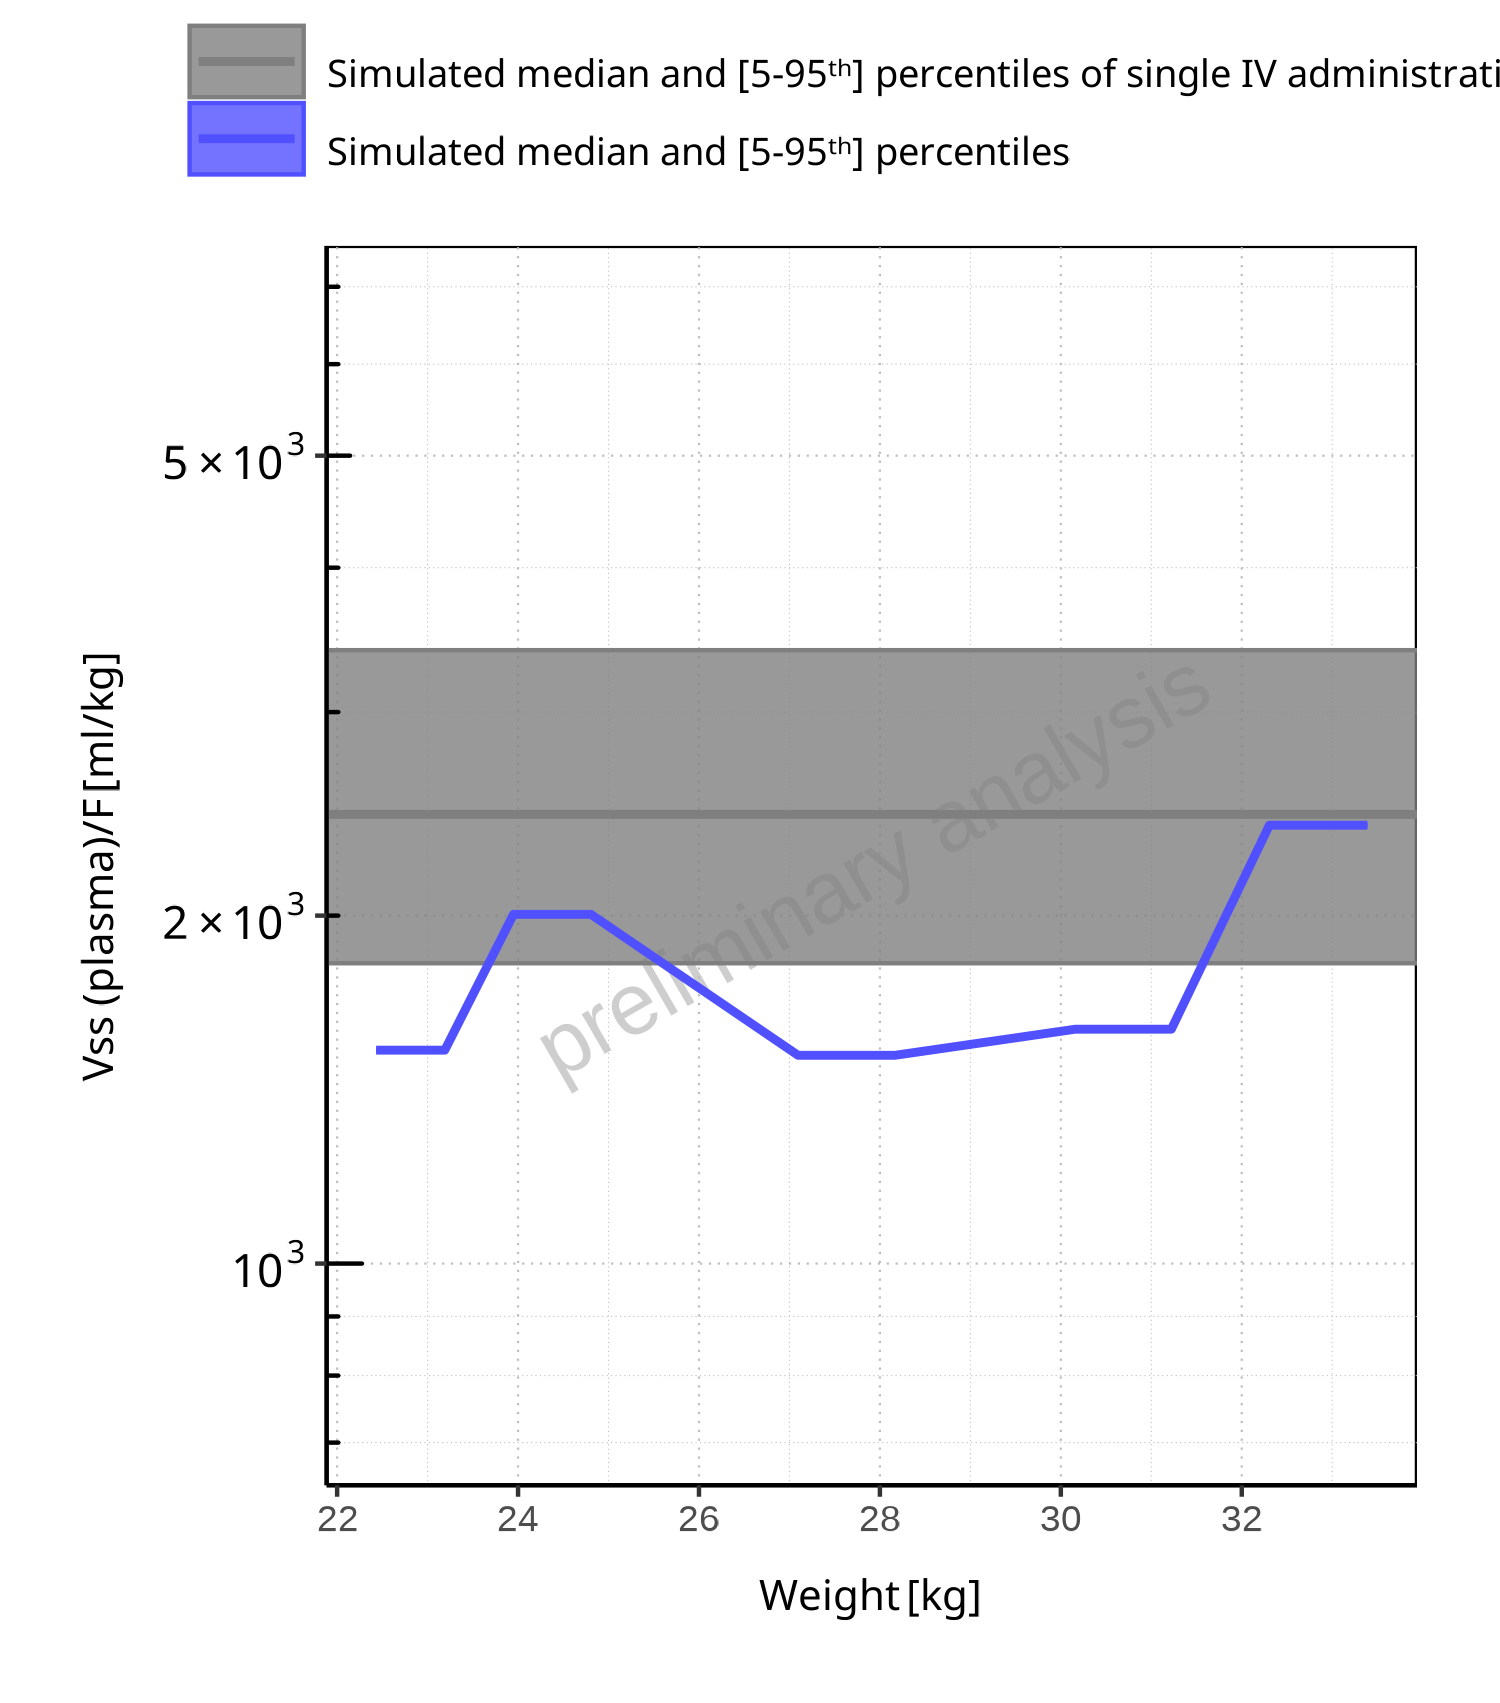 Simulated median and [5-95ᵗʰ] percentiles of single IV administrati
Simulated median and [5-95ᵗʰ] percentiles
5 × 10³
2 × 10³
10³
Vss (plasma)/F [ml/kg]
preliminary analysis
22 24 26 28 30 32
Weight [kg]